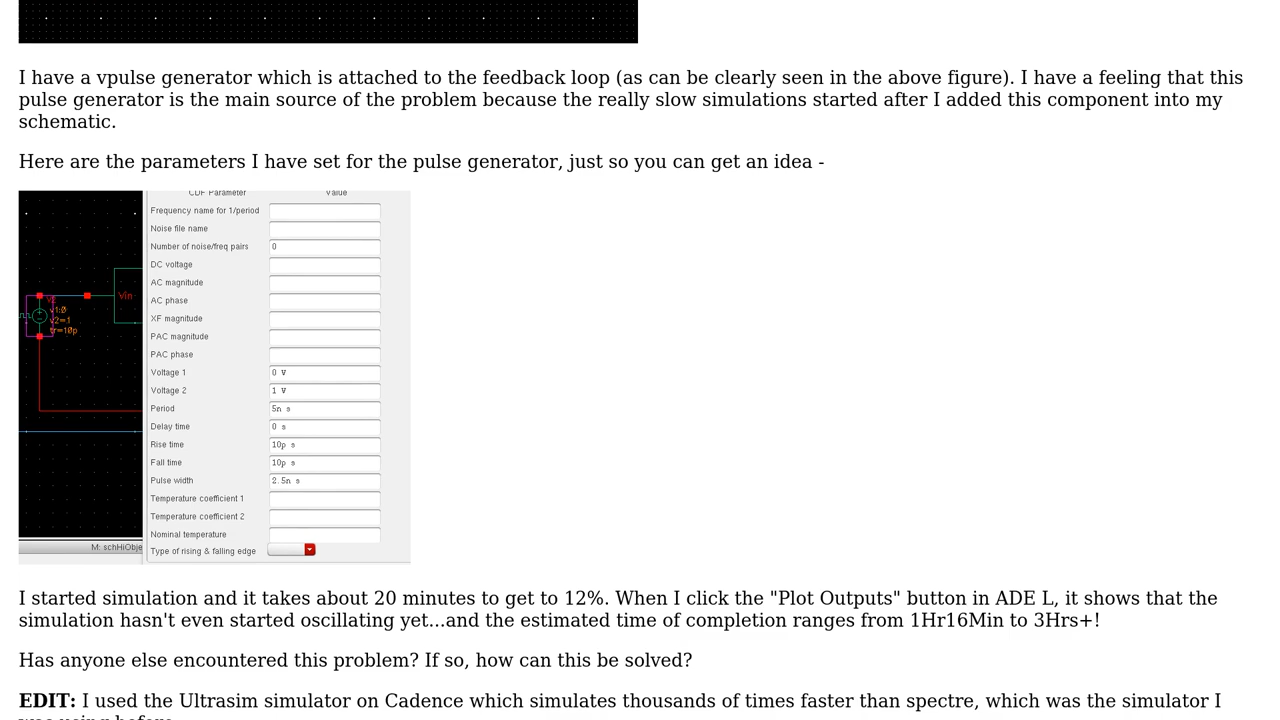 I have a vpulse generator which is attached to the feedback loop (as can be clearly seen in the above figure). I have a feeling that this
pulse generator is the main source of the problem because the really slow simulations started after I added this component into my
schematic.
Here are the parameters I have set for the pulse generator, just so you can get an idea -
CDF Parameter Value
Frequency name for 1/period
Noise file name
Number of noise/freq pairs 0
DC voltage
AC magnitude
AC phase
XF magnitude
PAC magnitude
PAC phase
Voltage 1 0 V
Voltage 2 1 V
Period 5n s
Delay time 0 s
Rise time 10p s
Fall time 10p s
Pulse width 2.5n s
Temperature coefficient 1
Temperature coefficient 2
Nominal temperature
Type of rising & falling edge
Vin
v1:0
v2=1
tr=10p
M: schHiObje
I started simulation and it takes about 20 minutes to get to 12%. When I click the "Plot Outputs" button in ADE L, it shows that the
simulation hasn't even started oscillating yet...and the estimated time of completion ranges from 1Hr16Min to 3Hrs+!
Has anyone else encountered this problem? If so, how can this be solved?
EDIT: I used the Ultrasim simulator on Cadence which simulates thousands of times faster than spectre, which was the simulator I